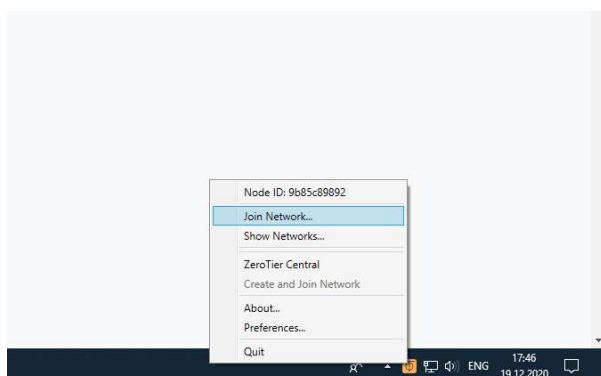 Node ID: 9b85c89892
Join Network...
Show Networks...
ZeroTier Central
Create and Join Network
About...
Preferences...
Quit
ENG
17:46
19.12.2020